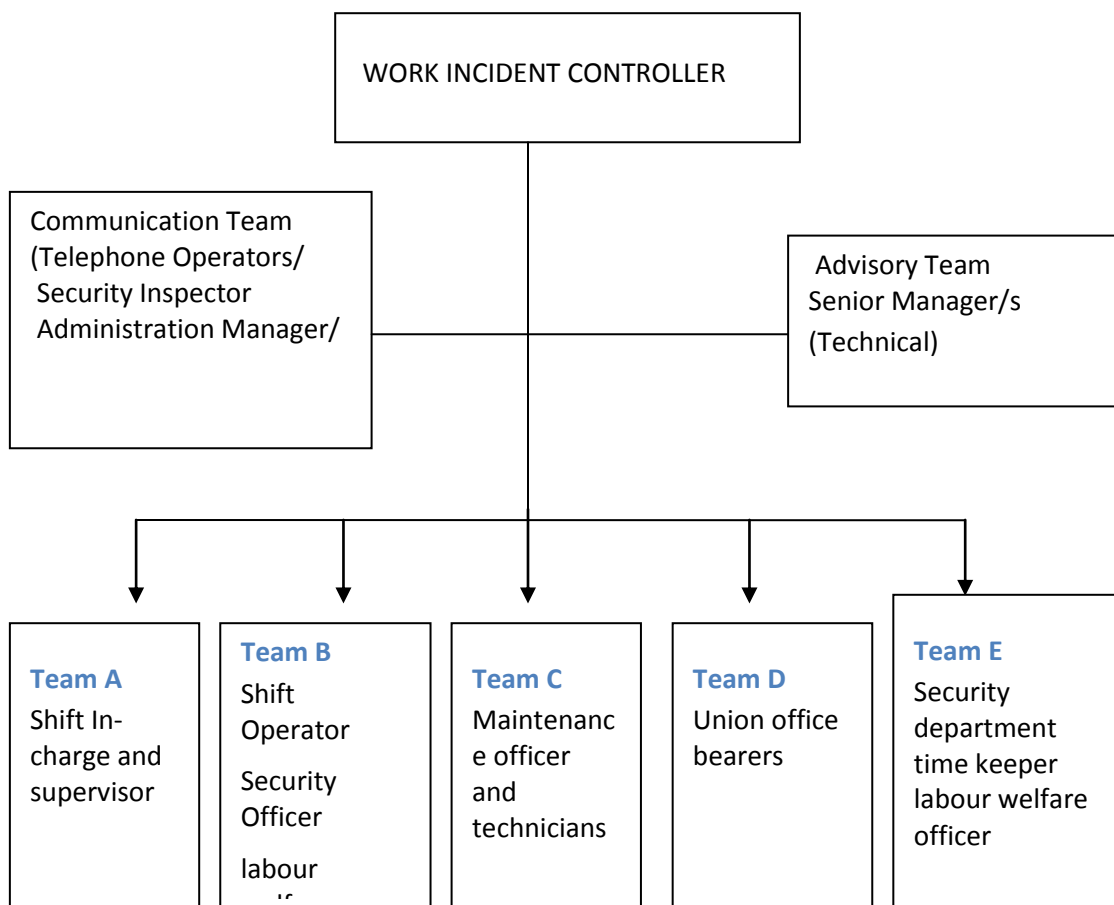 WORK INCIDENT CONTROLLER
Communication Team
(Telephone Operators/
Security Inspector
Administration Manager/
Advisory Team
Senior Manager/s
(Technical)
Team A
Shift In-
charge and
supervisor
Team B
Shift
Operator
Security
Officer
labour
Team C
Maintenanc
e officer
and
technicians
Team D
Union office
bearers
Team E
Security
department
time keeper
labour welfare
officer